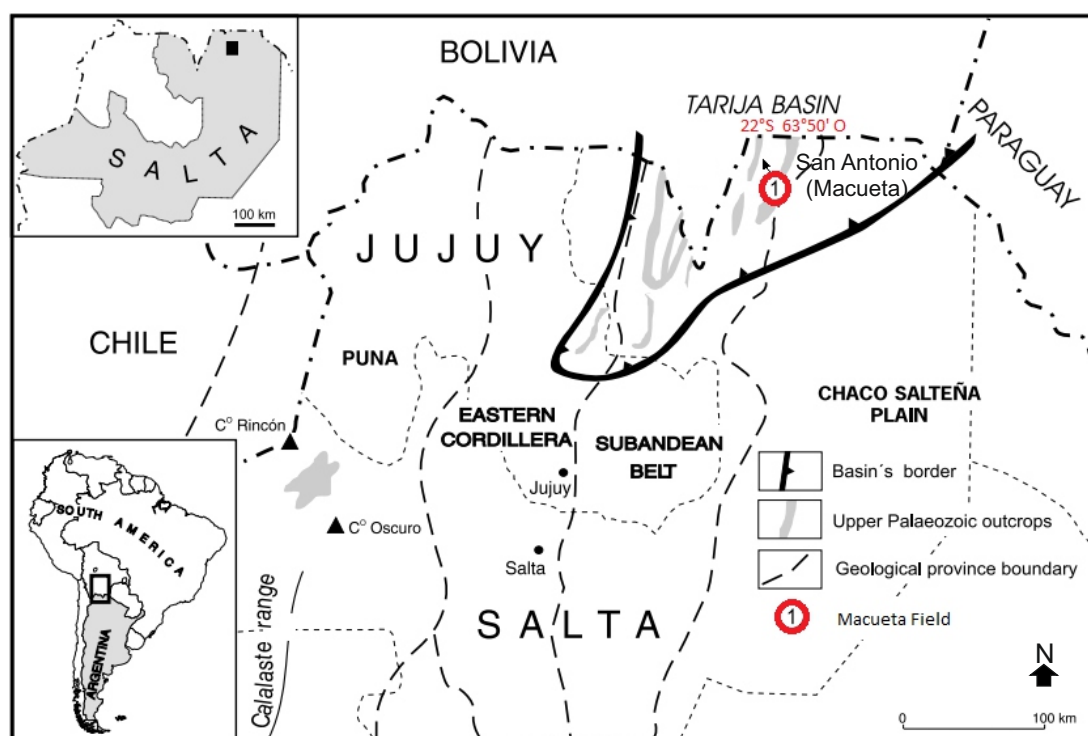 BOLIVIA
SALTA
100 km
TARIJA BASIN
22°S 63°50' O
PARAGUAY
San Antonio
(Macueta)
1
JUJUY
CHILE
PUNA
C° Rincón
EASTERN
CORDILLERA
SUBANDEAN
BELT
CHACO SALTEÑA
PLAIN
Jujuy
C° Oscuro
Salta
SALTA
Calalaste range
SOUTH AMERICA
ARGENTINA
Basin´s border
Upper Palaeozoic outcrops
Geological province boundary
1 Macueta Field
N
0 100 km